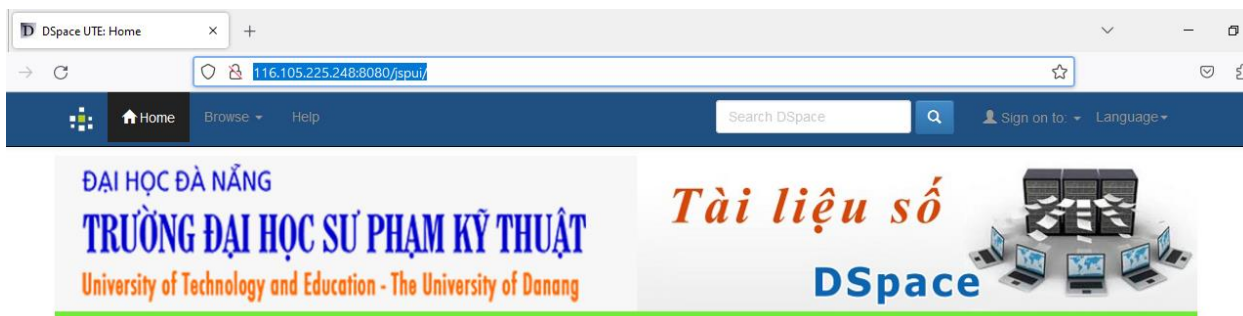 DSpace UTE: Home
116.105.225.248:8080/jspui/
Home Browse Help Search DSpace Sign on to: Language
ĐẠI HỌC ĐÀ NẴNG
TRƯỜNG ĐẠI HỌC SƯ PHẠM KỸ THUẬT
University of Technology and Education - The University of Danang
Tài liệu số
DSpace